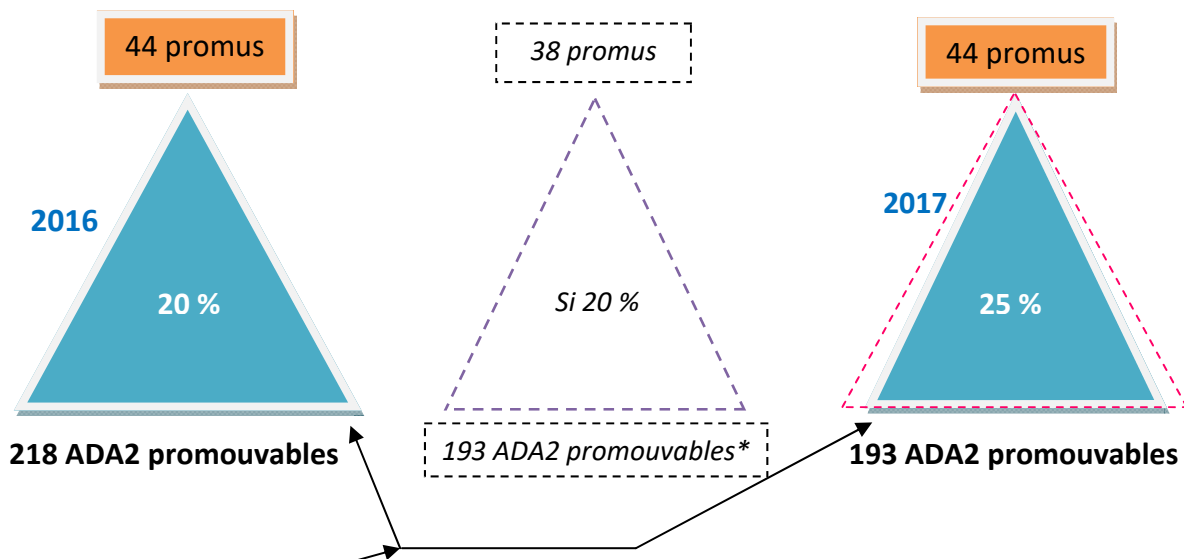 44 promus
38 promus
44 promus
2016
2017
20 %
Si 20 %
25 %
218 ADA2 promouvables
193 ADA2 promouvables*
193 ADA2 promouvables